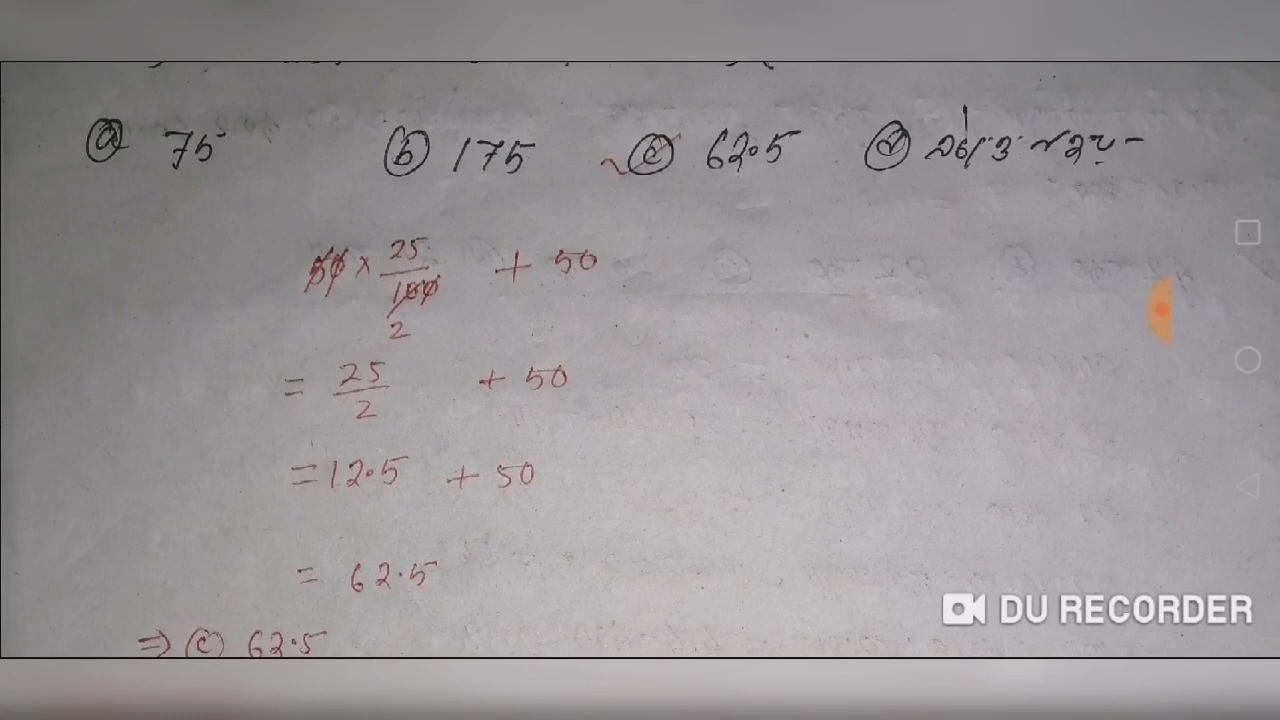 (a) 75 (b) 175 (c) 62.5 (d)
50 × 25/100 + 50
2
= 25/2 + 50
= 12.5 + 50
= 62.5
⇒ (c) 62.5
DU RECORDER